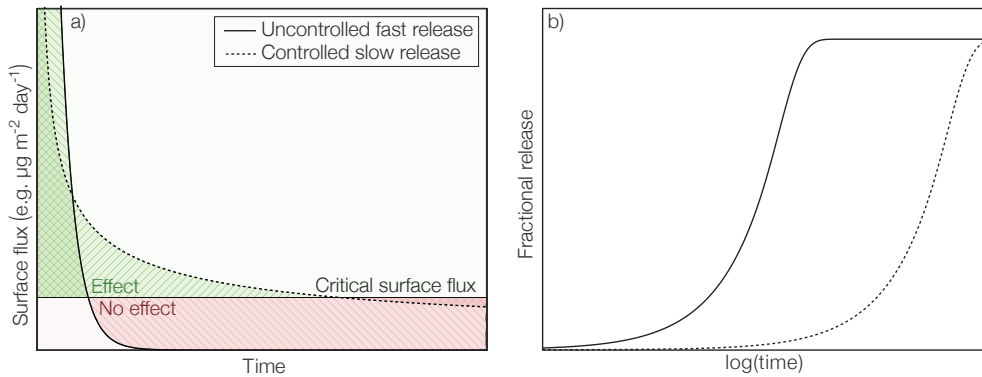 a)
Uncontrolled fast release
Controlled slow release
Surface flux (e.g. µg m⁻² day⁻¹)
Effect
Critical surface flux
No effect
Time
b)
Fractional release
log(time)